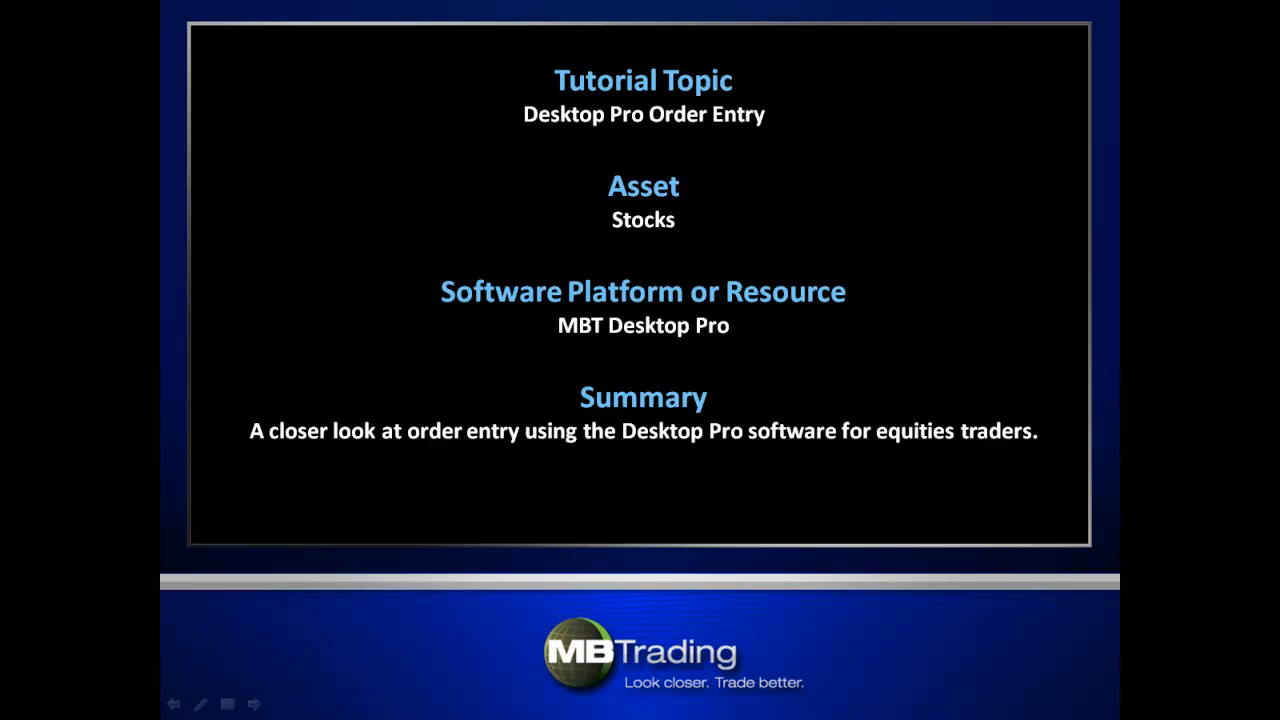 Tutorial Topic
Desktop Pro Order Entry
Asset
Stocks
Software Platform or Resource
MBT Desktop Pro
Summary
A closer look at order entry using the Desktop Pro software for equities traders.
MBTrading
Look closer. Trade better.